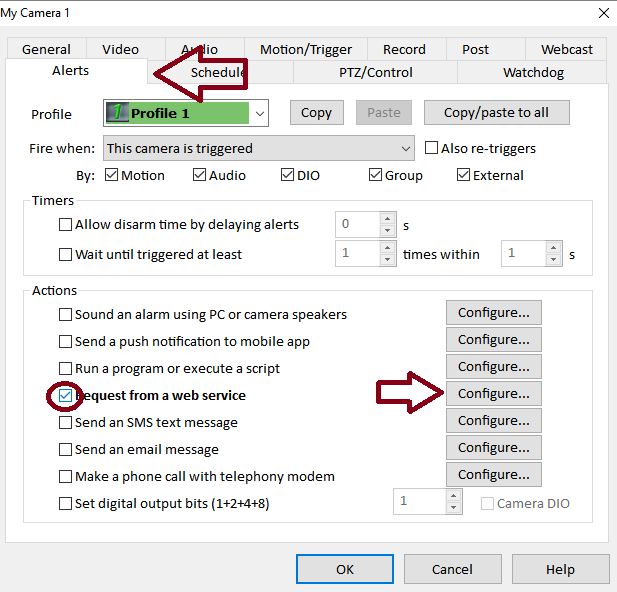 My Camera 1
General Video Audio Motion/Trigger Record Post Webcast
Alerts Schedule PTZ/Control Watchdog
Profile 1 Profile 1 Copy Paste Copy/paste to all
Fire when: This camera is triggered Also re-triggers
By: Motion Audio DIO Group External
Timers
Allow disarm time by delaying alerts 0 s
Wait until triggered at least 1 times within 1 s
Actions
Sound an alarm using PC or camera speakers Configure...
Send a push notification to mobile app Configure...
Run a program or execute a script Configure...
Request from a web service Configure...
Send an SMS text message Configure...
Send an email message Configure...
Make a phone call with telephony modem Configure...
Set digital output bits (1+2+4+8) 1 Camera DIO
OK Cancel Help